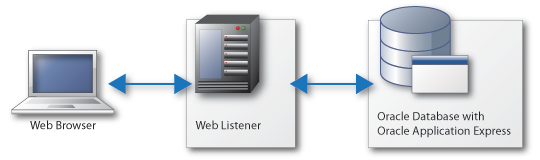 Web Browser
Web Listener
Oracle Database with
Oracle Application Express